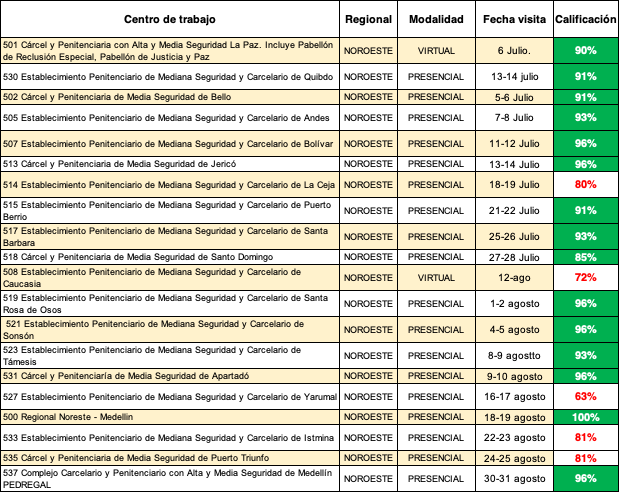 Centro de trabajo Regional Modalidad Fecha visita Calificación
501 Cárcel y Penitenciaria con Alta y Media Seguridad La Paz. Incluye Pabellón
de Reclusión Especial, Pabellón de Justicia y Paz NOROESTE VIRTUAL 6 Julio. 90%
530 Establecimiento Penitenciario de Mediana Seguridad y Carcelario de Quibdo NOROESTE PRESENCIAL 13-14 julio 91%
502 Cárcel y Penitenciaria de Media Seguridad de Bello NOROESTE PRESENCIAL 5-6 Julio 91%
505 Establecimiento Penitenciario de Mediana Seguridad y Carcelario de Andes NOROESTE PRESENCIAL 7-8 Julio 93%
507 Establecimiento Penitenciario de Mediana Seguridad y Carcelario de Bolívar NOROESTE PRESENCIAL 11-12 Julio 96%
513 Cárcel y Penitenciaria de Media Seguridad de Jericó NOROESTE PRESENCIAL 13-14 Julio 96%
514 Establecimiento Penitenciario de Mediana Seguridad y Carcelario de La Ceja NOROESTE PRESENCIAL 18-19 Julio 80%
515 Establecimiento Penitenciario de Mediana Seguridad y Carcelario de Puerto
Berrio NOROESTE PRESENCIAL 21-22 Julio 91%
517 Establecimiento Penitenciario de Mediana Seguridad y Carcelario de Santa
Barbara NOROESTE PRESENCIAL 25-26 Julio 93%
518 Cárcel y Penitenciaria de Media Seguridad de Santo Domingo NOROESTE PRESENCIAL 27-28 Julio 85%
508 Establecimiento Penitenciario de Mediana Seguridad y Carcelario de
Caucasia NOROESTE VIRTUAL 12-ago 72%
519 Establecimiento Penitenciario de Mediana Seguridad y Carcelario de Santa
Rosa de Osos NOROESTE PRESENCIAL 1-2 agosto 96%
521 Establecimiento Penitenciario de Mediana Seguridad y Carcelario de
Sonsón NOROESTE PRESENCIAL 4-5 agosto 96%
523 Establecimiento Penitenciario de Mediana Seguridad y Carcelario de
Támesis NOROESTE PRESENCIAL 8-9 agostto 93%
531 Cárcel y Penitenciaría de Media Seguridad de Apartadó NOROESTE PRESENCIAL 9-10 agosto 96%
527 Establecimiento Penitenciario de Mediana Seguridad y Carcelario de Yarumal NOROESTE PRESENCIAL 16-17 agosto 63%
500 Regional Noreste - Medellin NOROESTE PRESENCIAL 18-19 agosto 100%
533 Establecimiento Penitenciario de Mediana Seguridad y Carcelario de Istmina NOROESTE PRESENCIAL 22-23 agosto 81%
535 Cárcel y Penitenciaria de Media Seguridad de Puerto Triunfo NOROESTE PRESENCIAL 24-25 agosto 81%
537 Complejo Carcelario y Penitenciario con Alta y Media Seguridad de Medellín
PEDREGAL NOROESTE PRESENCIAL 30-31 agosto 96%